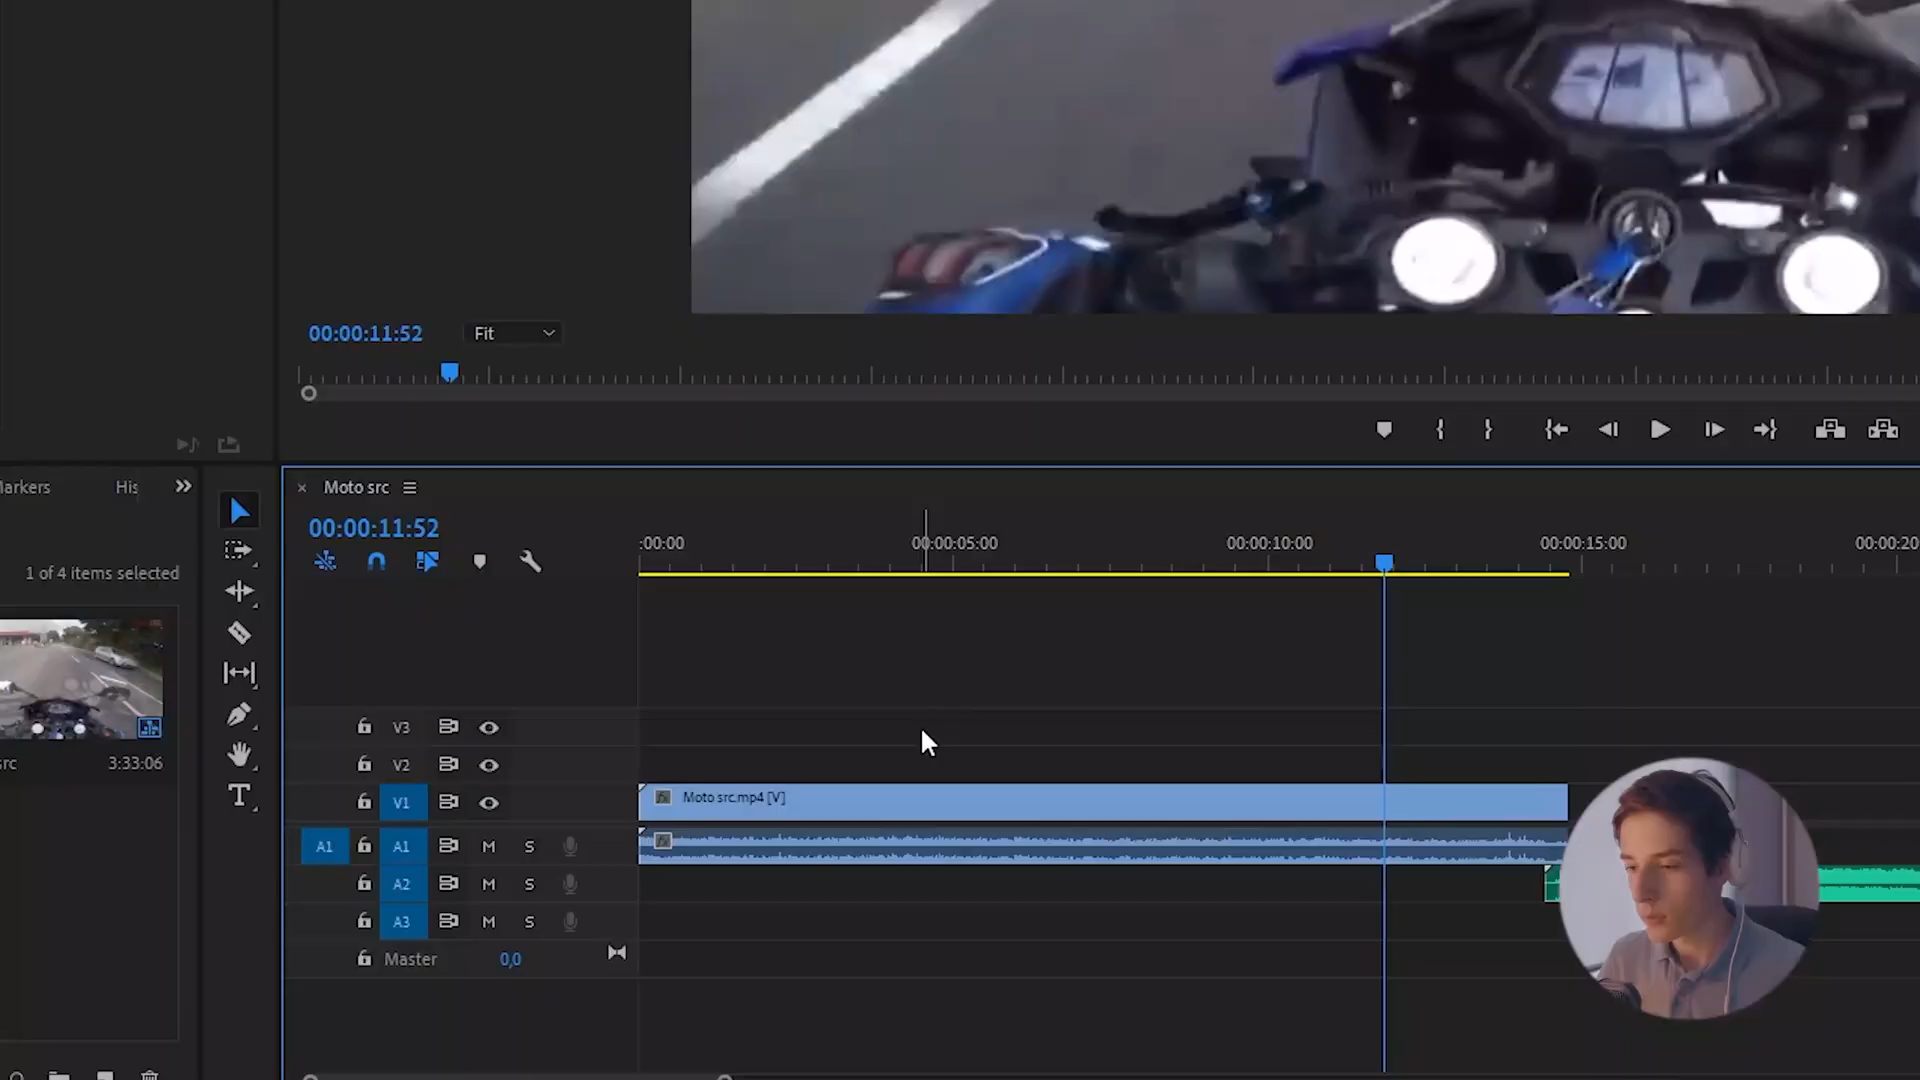 00:00:11:52
Fit
Markers
His
Moto src
00:00:11:52
:00:00
00:00:05:00
00:00:10:00
00:00:15:00
00:00:20
1 of 4 items selected
src
3:33:06
V3
V2
V1
Moto src.mp4 [V]
A1
A1
M
S
A2
M
S
A3
M
S
Master
0,0